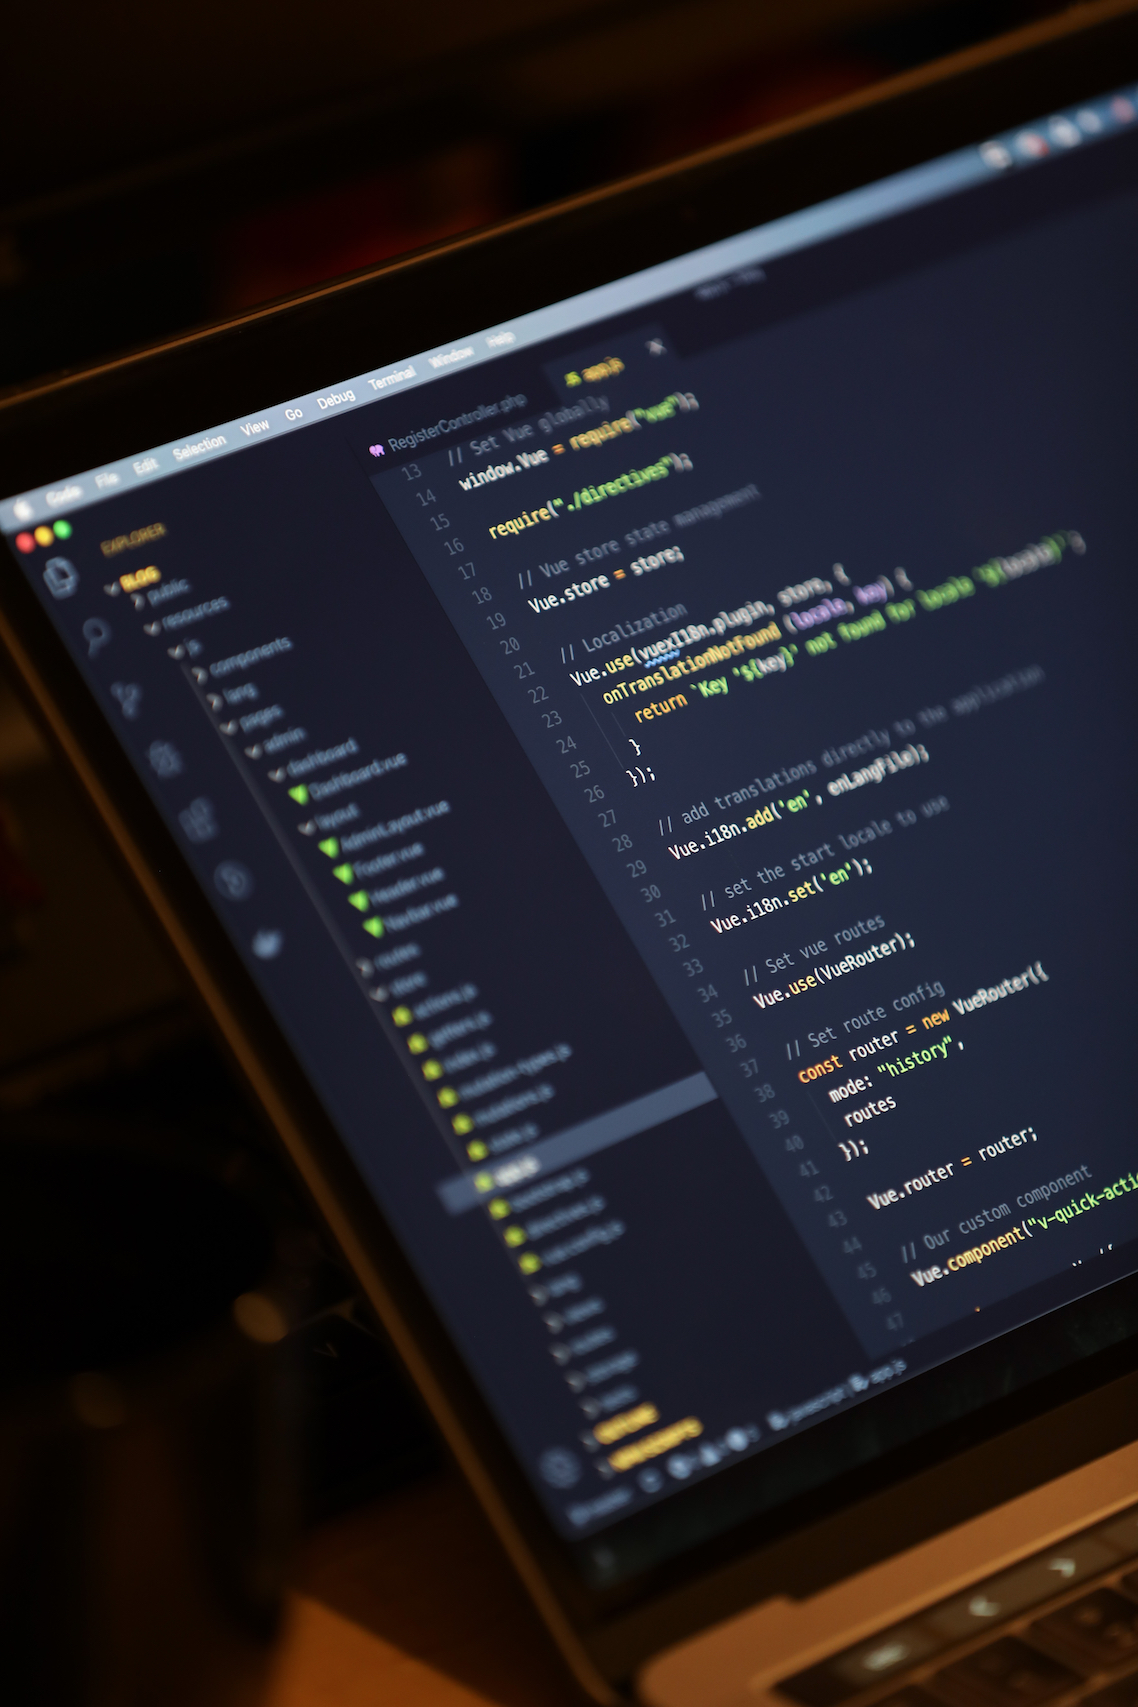 Code File Edit Selection View Go Debug Terminal Window Help
EXPLORER
BLOG
public
resources
js
components
lang
pages
admin
dashboard
Dashboard.vue
layout
AdminLayout.vue
Footer.vue
Header.vue
Navbar.vue
routes
store
actions.js
getters.js
index.js
mutation-types.js
mutations.js
app.js
bootstrap.js
directives.js
RegisterController.php
JS app.js
13 // Set Vue globally
14 window.Vue = require("vue");
15
16 require("./directives");
17
18 // Vue store state management
19 Vue.store = store;
20
21 // Localization
22 Vue.use(vuexI18n.plugin, store, {
23 onTranslationNotFound (locale, key) {
24 return `Key '${key}' not found for locale '${locale}'`;
25 }
26 });
27
28 // add translations directly to the application
29 Vue.i18n.add('en', enLangFile);
30
31 // set the start locale to use
32 Vue.i18n.set('en');
33
34 // Set vue routes
35 Vue.use(VueRouter);
36
37 // Set route config
38 const router = new VueRouter({
39 mode: "history",
40 routes
41 });
42
43 Vue.router = router;
44
45 // Our custom component
46 Vue.component("v-quick-acti
47
javascript app.js